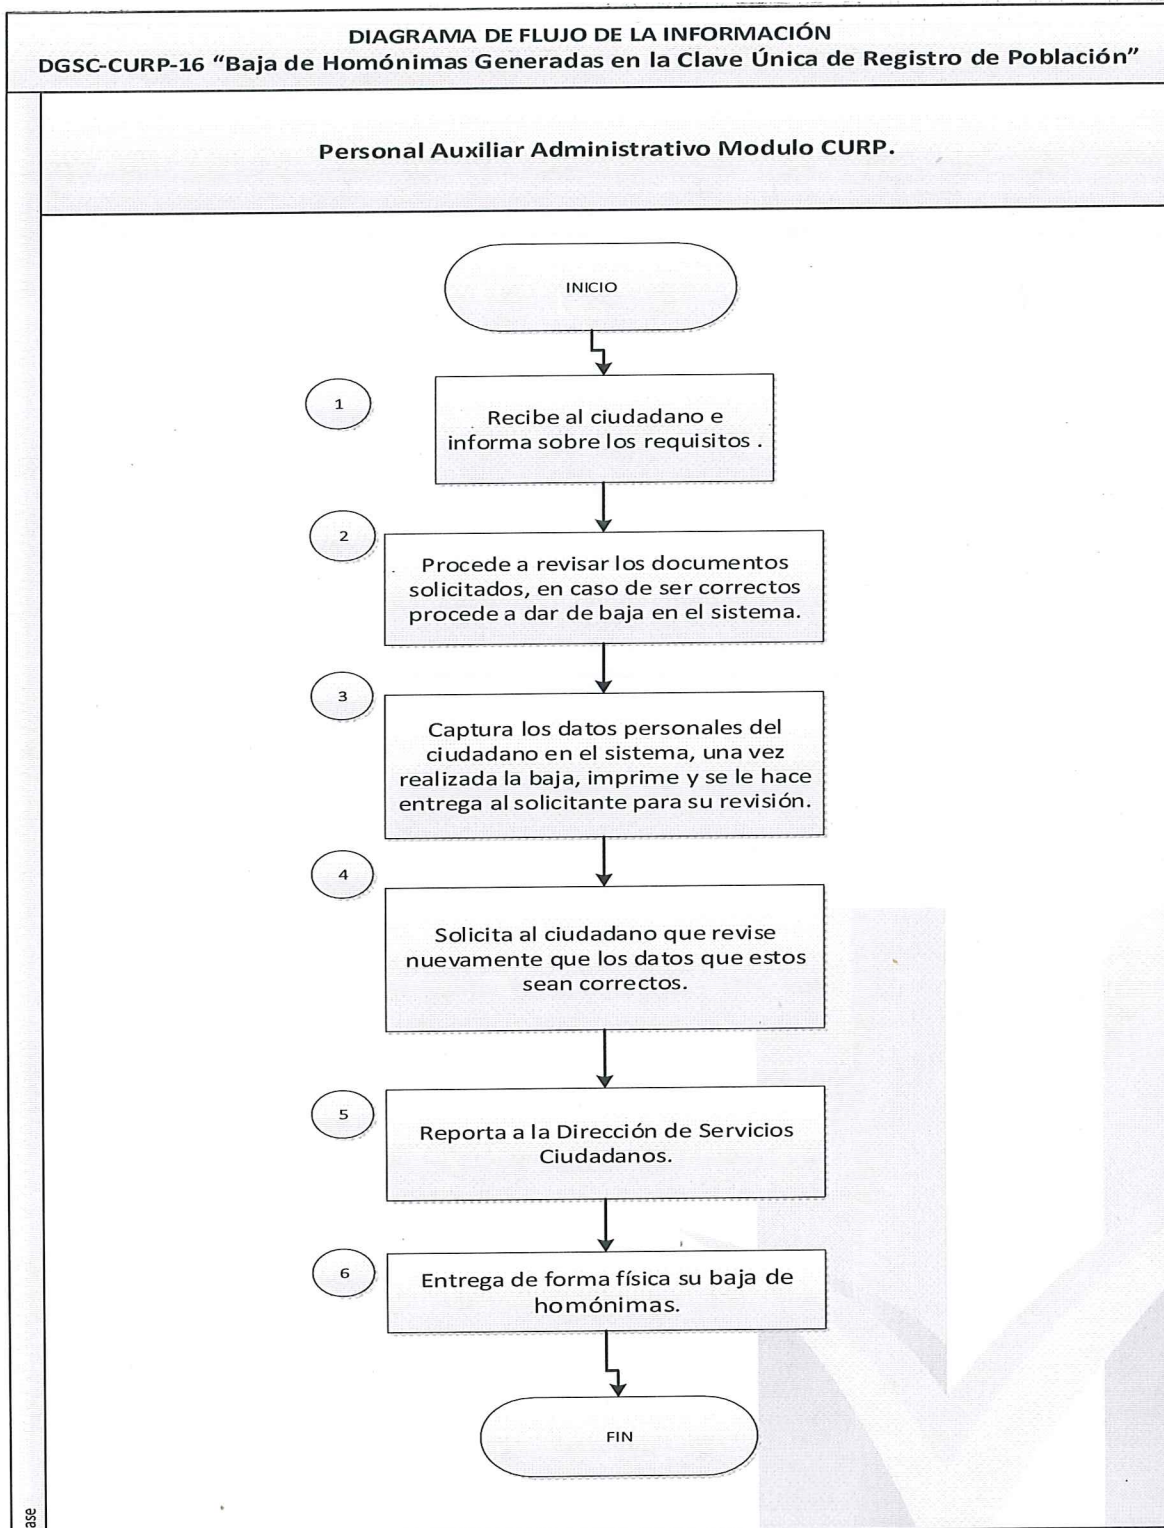 DIAGRAMA DE FLUJO DE LA INFORMACIÓN
DGSC-CURP-16 “Baja de Homónimas Generadas en la Clave Única de Registro de Población”
Personal Auxiliar Administrativo Modulo CURP.
INICIO
1
Recibe al ciudadano e
informa sobre los requisitos .
2
Procede a revisar los documentos
solicitados, en caso de ser correctos
procede a dar de baja en el sistema.
3
Captura los datos personales del
ciudadano en el sistema, una vez
realizada la baja, imprime y se le hace
entrega al solicitante para su revisión.
4
Solicita al ciudadano que revise
nuevamente que los datos que estos
sean correctos.
5
Reporta a la Dirección de Servicios
Ciudadanos.
6
Entrega de forma física su baja de
homónimas.
FIN
ase